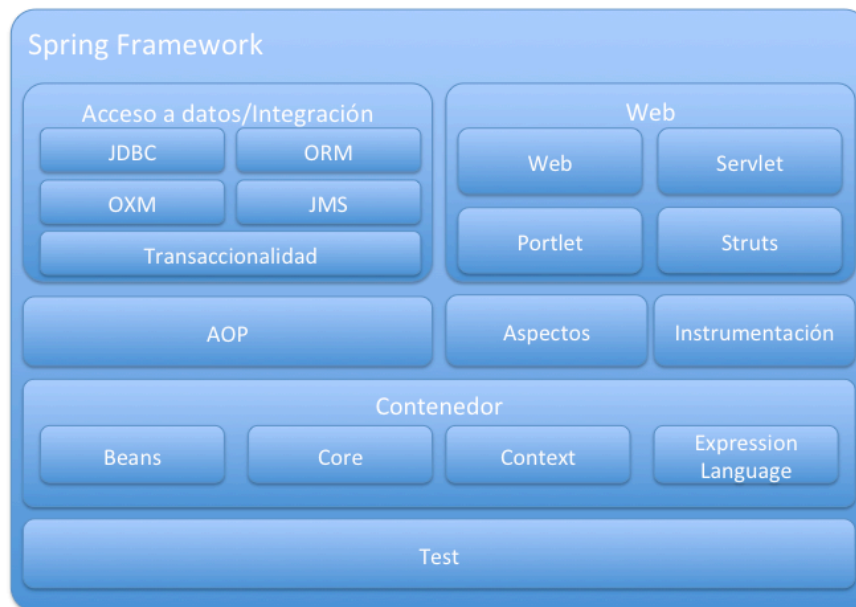 Spring Framework
Acceso a datos/Integración
JDBC
ORM
OXM
JMS
Transaccionalidad
Web
Web
Servlet
Portlet
Struts
AOP
Aspectos
Instrumentación
Contenedor
Beans
Core
Context
Expression
Language
Test